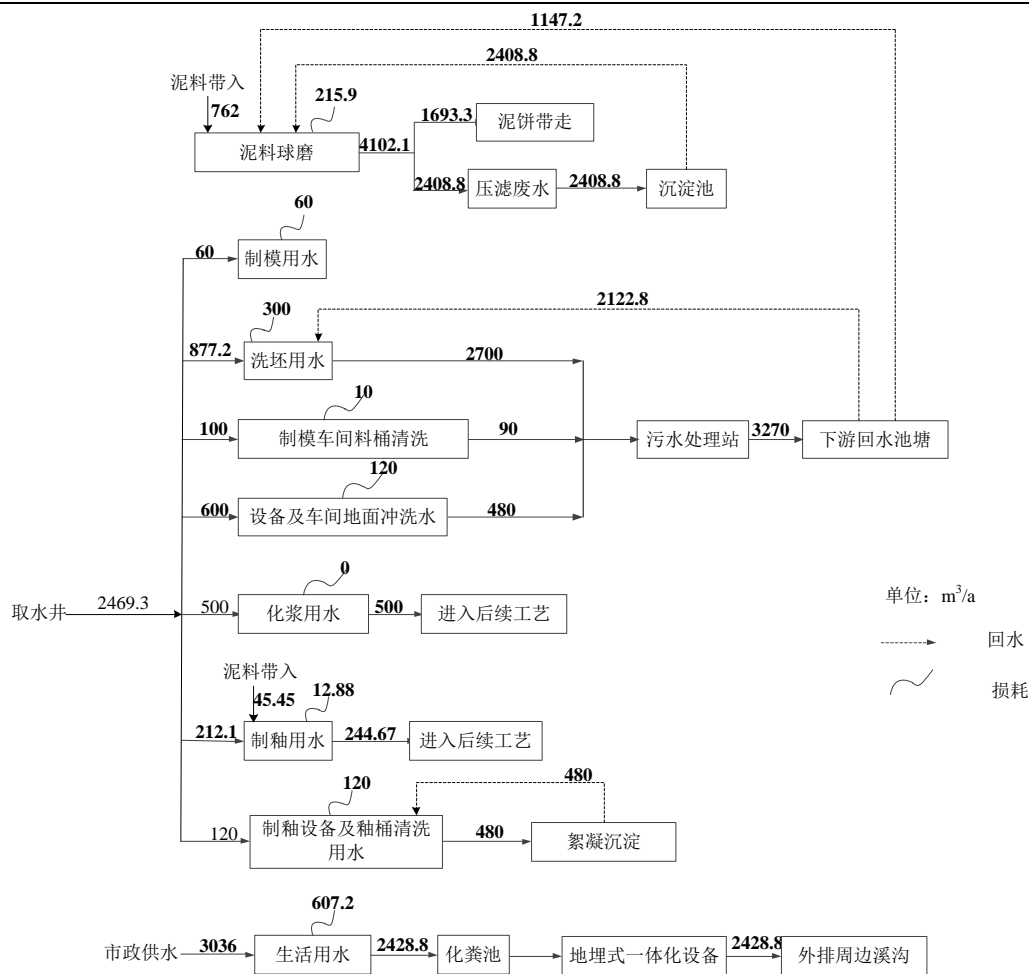 1147.2
2408.8
泥料带入
762
215.9
泥料球磨
4102.1
1693.3
泥饼带走
2408.8
压滤废水
2408.8
沉淀池
60
60
制模用水
2122.8
300
877.2
洗坯用水
2700
10
100
制模车间料桶清洗
90
污水处理站
3270
下游回水池塘
120
600
设备及车间地面冲洗水
480
0
取水井
2469.3
500
化浆用水
500
进入后续工艺
单位：m³/a
回水
损耗
泥料带入
45.45
12.88
212.1
制釉用水
244.67
进入后续工艺
480
120
120
制釉设备及釉桶清洗
用水
480
絮凝沉淀
607.2
市政供水
3036
生活用水
2428.8
化粪池
地埋式一体化设备
2428.8
外排周边溪沟